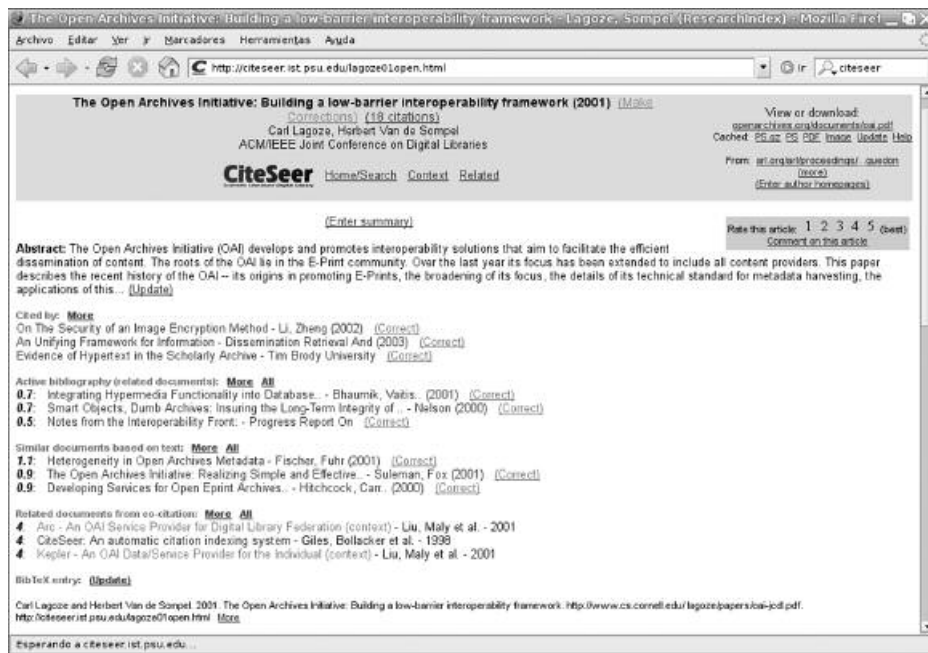 The Open Archives Initiative: Building a low-barrier interoperability framework - Lagoze, Sompel (ResearchIndex) - Mozilla Firef
Archivo Editar Ver Ir Marcadores Herramientas Ayuda
http://citeseer.ist.psu.edu/lagoze01open.html Ir citeseer
The Open Archives Initiative: Building a low-barrier interoperability framework (2001) (Make
Corrections) (18 citations)
Carl Lagoze, Herbert Van de Sompel
ACM/IEEE Joint Conference on Digital Libraries
CiteSeer Home/Search Context Related
View or download:
openarchives.org/documents/oai.pdf
Cached: PS.gz PS PDF Image Update Help
From: arl.org/arl/proceedings/...quedon
(more)
(Enter author homepages)
(Enter summary)
Rate this article: 1 2 3 4 5 (best)
Comment on this article
Abstract: The Open Archives Initiative (OAI) develops and promotes interoperability solutions that aim to facilitate the efficient
dissemination of content. The roots of the OAI lie in the E-Print community. Over the last year its focus has been extended to include all content providers. This paper
describes the recent history of the OAI -- its origins in promoting E-Prints, the broadening of its focus, the details of its technical standard for metadata harvesting, the
applications of this... (Update)
Cited by: More
On The Security of an Image Encryption Method - Li, Zheng (2002) (Correct)
An Unifying Framework for Information - Dissemination Retrieval And (2003) (Correct)
Evidence of Hypertext in the Scholarly Archive - Tim Brody University (Correct)
Active bibliography (related documents): More All
0.7: Integrating Hypermedia Functionality into Database.. - Bhaumik, Vaitis.. (2001) (Correct)
0.7: Smart Objects, Dumb Archives: Insuring the Long-Term Integrity of .. - Nelson (2000) (Correct)
0.5: Notes from the Interoperability Front: - Progress Report On (Correct)
Similar documents based on text: More All
1.1: Heterogeneity in Open Archives Metadata - Fischer, Fuhr (2001) (Correct)
0.9: The Open Archives Initiative: Realizing Simple and Effective.. - Suleman, Fox (2001) (Correct)
0.9: Developing Services for Open Eprint Archives.. - Hitchcock, Carr.. (2000) (Correct)
Related documents from co-citation: More All
4: Arc - An OAI Service Provider for Digital Library Federation (context) - Liu, Maly et al. - 2001
4: CiteSeer: An automatic citation indexing system - Giles, Bollacker et al. - 1998
4: Kepler - An OAI Data/Service Provider for the Individual (context) - Liu, Maly et al. - 2001
BibTeX entry: (Update)
Carl Lagoze and Herbert Van de Sompel. 2001. The Open Archives Initiative: Building a low-barrier interoperability framework. http://www.cs.cornell.edu/lagoze/papers/oai-jcdl.pdf.
http://citeseer.ist.psu.edu/lagoze01open.html More
Esperando a citeseer.ist.psu.edu...